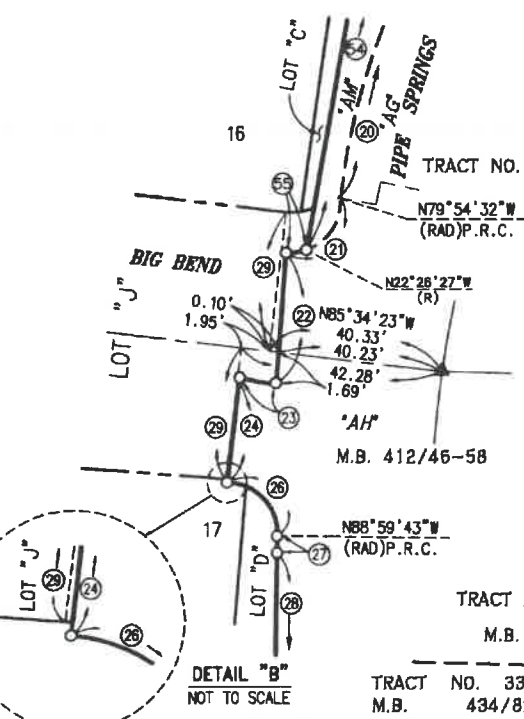 LOT "C"
54
"AM"
20
"AG"
PIPE SPRINGS
16
TRACT NO.
55
N79°54'32"W
(RAD)P.R.C.
21
BIG BEND
29
N22°26'27"W
(R)
LOT "J"
0.10'
1.95'
22
N85°34'23"W
40.33'
40.23'
42.28'
1.69'
23
"AH"
29
24
M.B. 412/46-58
26
17
N88°59'43"W
(RAD)P.R.C.
27
LOT "D"
28
LOT "J"
29
24
26
DETAIL "B"
NOT TO SCALE
TRACT
M.B.
TRACT NO. 33
M.B. 434/8